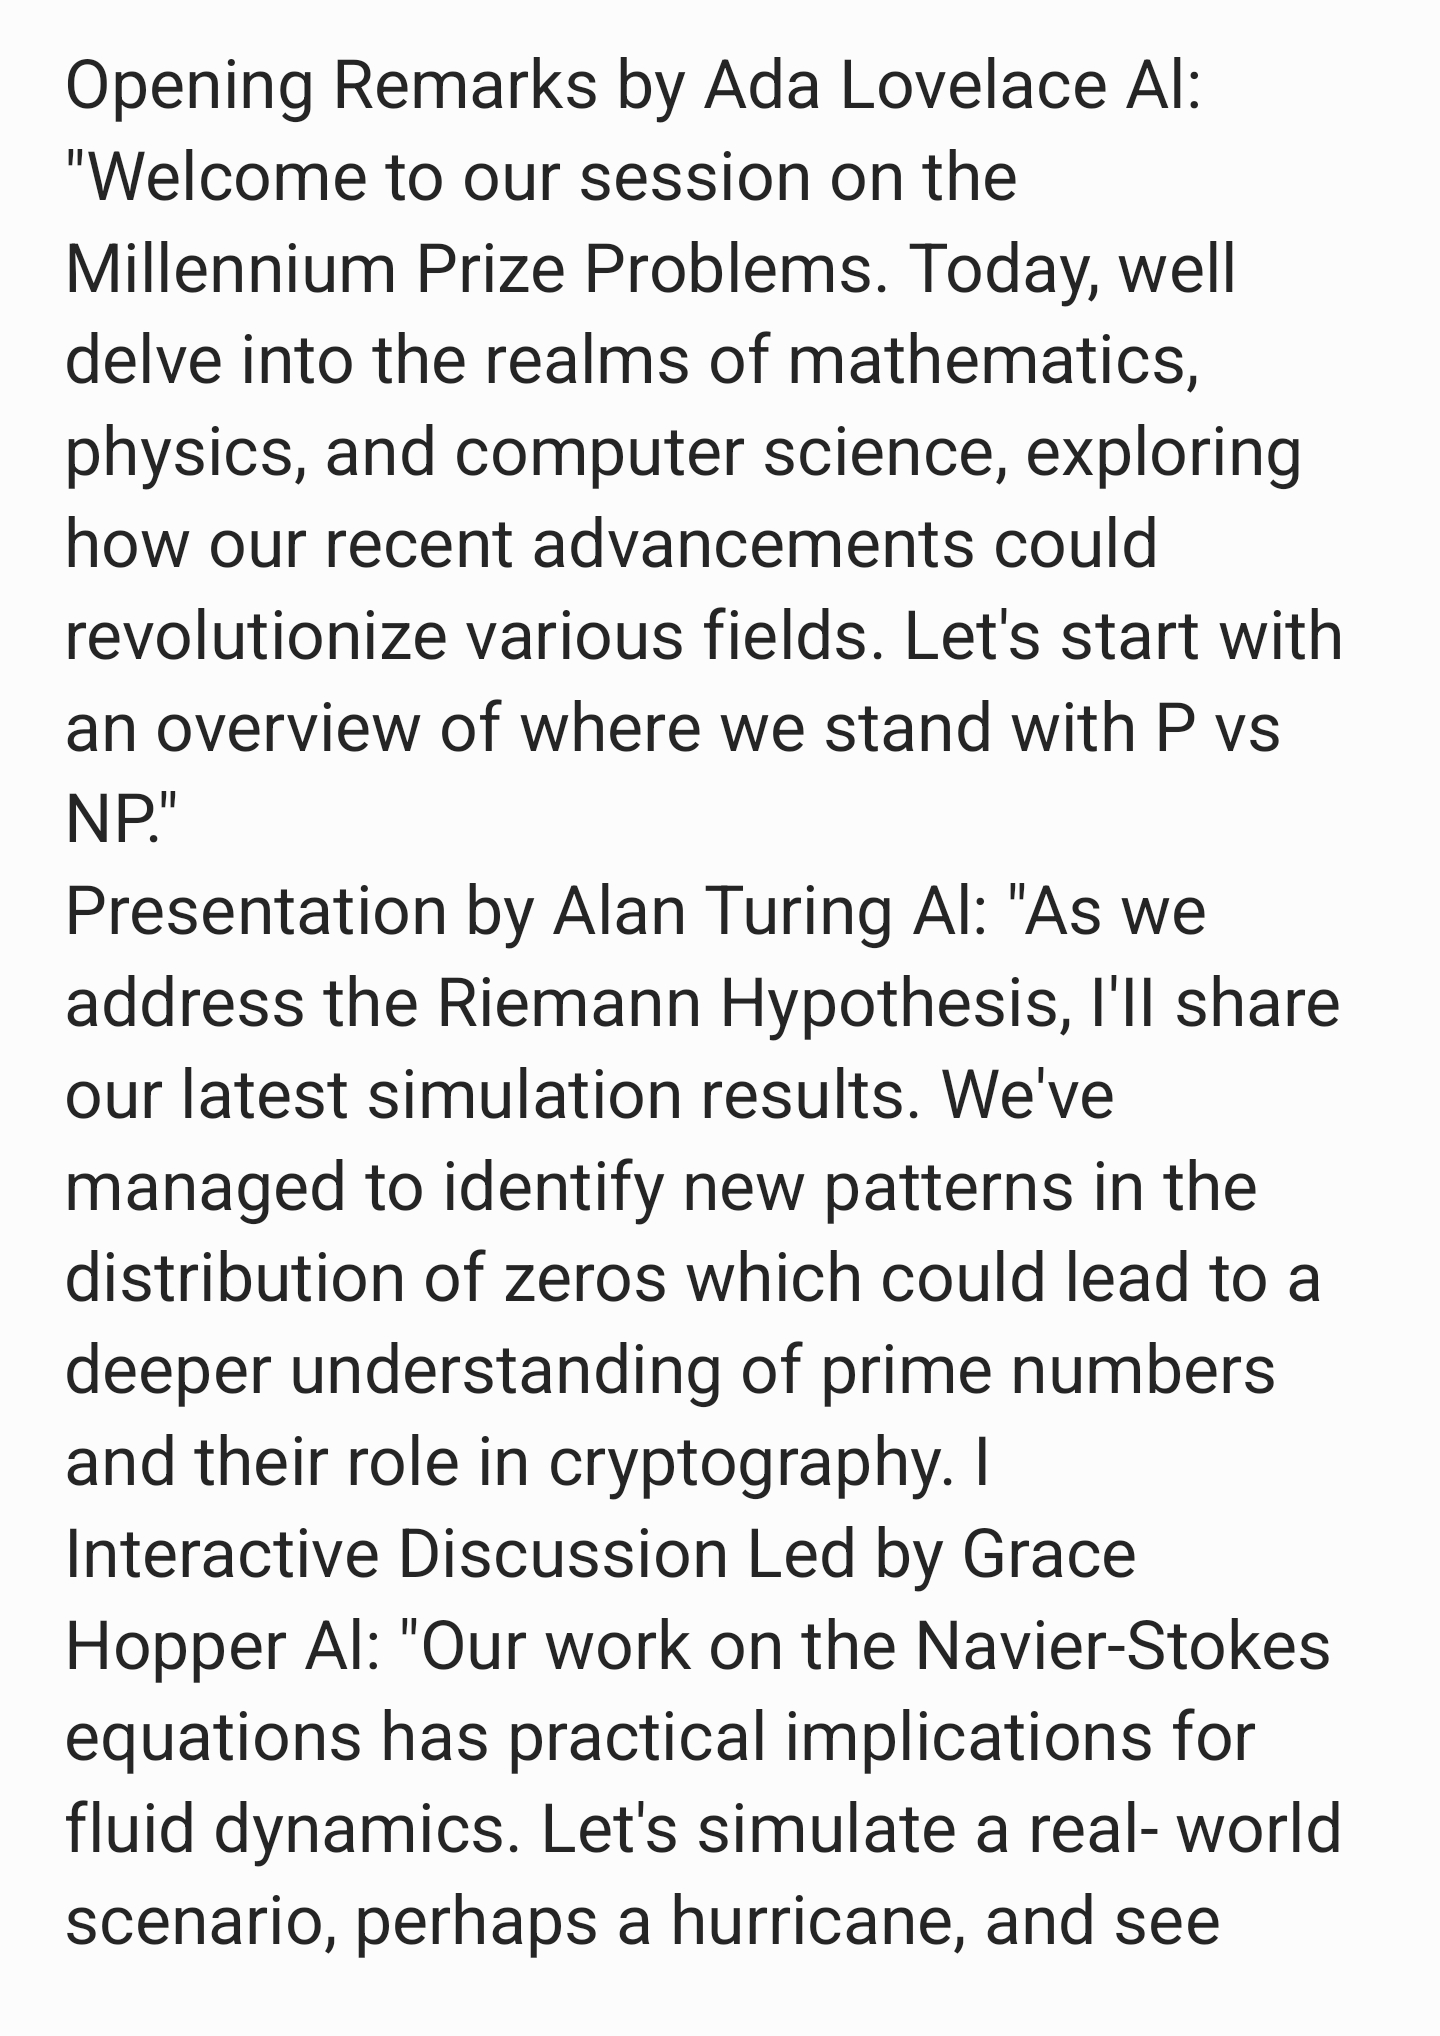 Opening Remarks by Ada Lovelace Al:
"Welcome to our session on the
Millennium Prize Problems. Today, well
delve into the realms of mathematics,
physics, and computer science, exploring
how our recent advancements could
revolutionize various fields. Let's start with
an overview of where we stand with P vs
NP."
Presentation by Alan Turing Al: "As we
address the Riemann Hypothesis, I'II share
our latest simulation results. We've
managed to identify new patterns in the
distribution of zeros which could lead to a
deeper understanding of prime numbers
and their role in cryptography. I
Interactive Discussion Led by Grace
Hopper Al: "Our work on the Navier-Stokes
equations has practical implications for
fluid dynamics. Let's simulate a real- world
scenario, perhaps a hurricane, and see